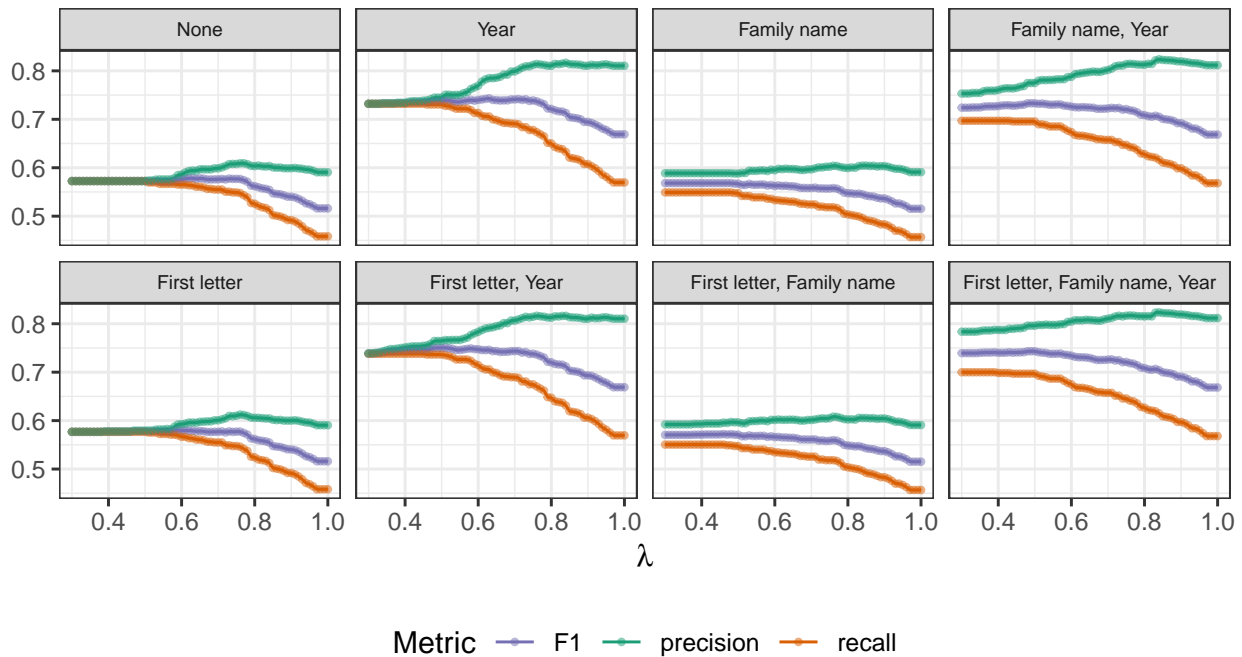 None Year Family name Family name, Year
0.8
0.7
0.6
0.5
First letter First letter, Year First letter, Family name First letter, Family name, Year
0.8
0.7
0.6
0.5
0.4 0.6 0.8 1.0 0.4 0.6 0.8 1.0 0.4 0.6 0.8 1.0 0.4 0.6 0.8 1.0
λ
Metric F1 precision recall